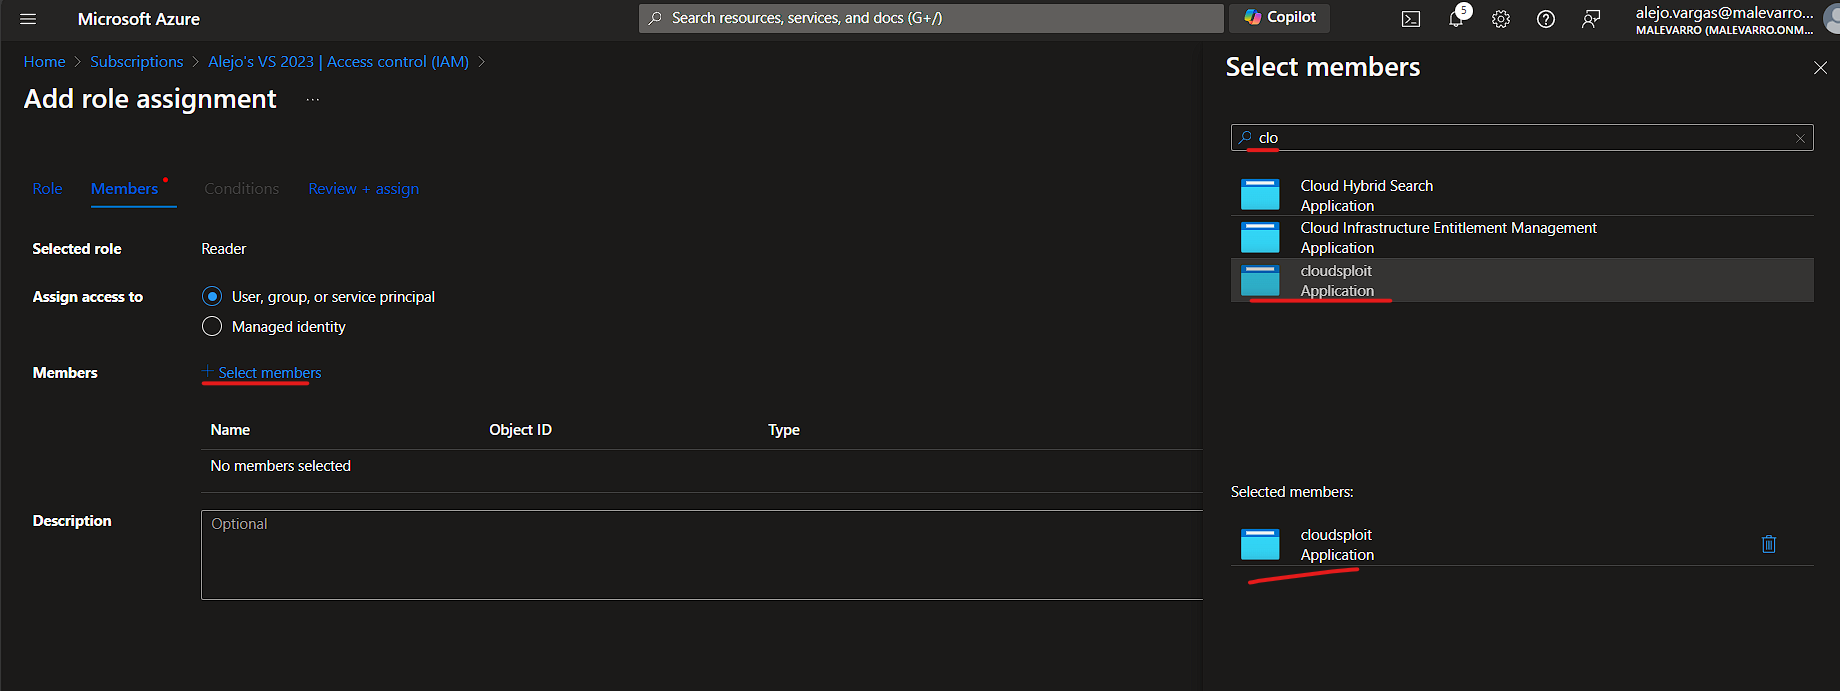 Microsoft Azure
Search resources, services, and docs (G+/)
Copilot
5
alejo.vargas@malevarro...
MALEVARRO (MALEVARRO.ONM...
Home > Subscriptions > Alejo's VS 2023 | Access control (IAM) >
Add role assignment ...
Role
Members
Conditions
Review + assign
Selected role
Reader
Assign access to
User, group, or service principal
Managed identity
Members
+ Select members
Name
Object ID
Type
No members selected
Description
Optional
Select members
clo
Cloud Hybrid Search
Application
Cloud Infrastructure Entitlement Management
Application
cloudsploit
Application
Selected members:
cloudsploit
Application